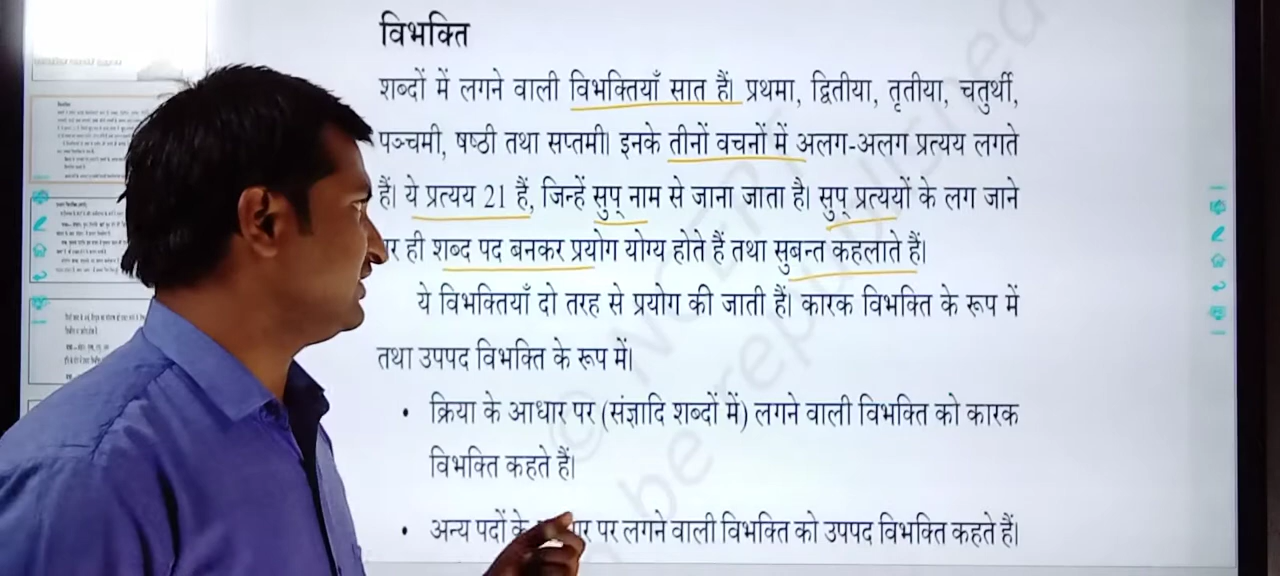 विभक्ति
शब्दों में लगने वाली विभक्तियाँ सात हैं। प्रथमा, द्वितीया, तृतीया, चतुर्थी,
पञ्चमी, षष्ठी तथा सप्तमी। इनके तीनों वचनों में अलग-अलग प्रत्यय लगते
हैं। ये प्रत्यय 21 हैं, जिन्हें सुप् नाम से जाना जाता है। सुप् प्रत्ययों के लग जाने
ही शब्द पद बनकर प्रयोग योग्य होते हैं तथा सुबन्त कहलाते हैं।
ये विभक्तियाँ दो तरह से प्रयोग की जाती हैं। कारक विभक्ति के रूप में
तथा उपपद विभक्ति के रूप में।
• क्रिया के आधार पर (संज्ञादि शब्दों में) लगने वाली विभक्ति को कारक
विभक्ति कहते हैं।
• अन्य पदों के पर लगने वाली विभक्ति को उपपद विभक्ति कहते हैं।